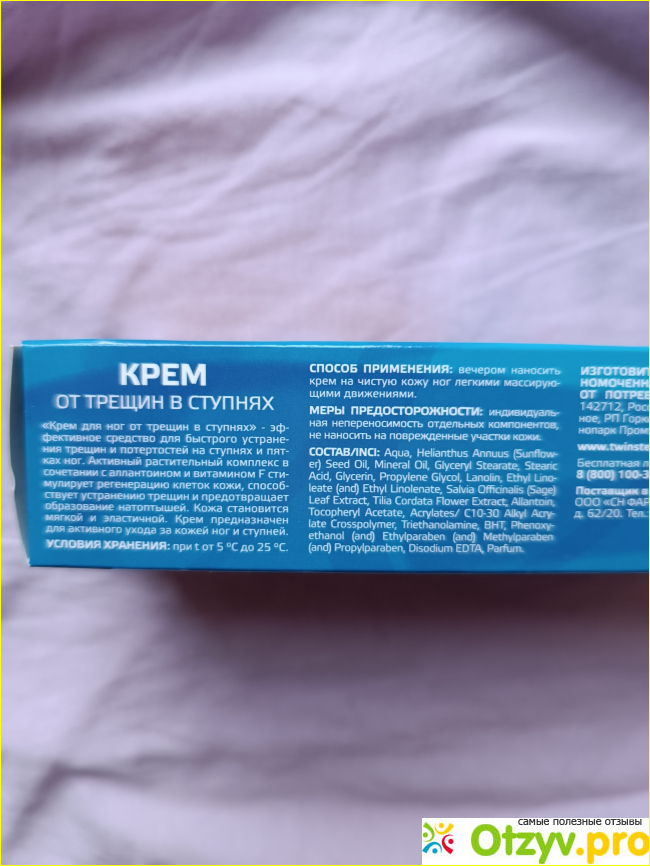 КРЕМ
ОТ ТРЕЩИН В СТУПНЯХ
«Крем для ног от трещин в ступнях» - эф-
фективное средство для быстрого устране-
ния трещин и потертостей на ступнях и пят-
ках ног. Активный растительный комплекс в
сочетании с аллантоином и витамином F сти-
мулирует регенерацию клеток кожи, способ-
ствует устранению трещин и предотвращает
образование натоптышей. Кожа становится
мягкой и эластичной. Крем предназначен
для активного ухода за кожей ног и ступней.
УСЛОВИЯ ХРАНЕНИЯ: при t от 5 °С до 25 °С.
СПОСОБ ПРИМЕНЕНИЯ: вечером наносить
крем на чистую кожу ног легкими массирую-
щими движениями.
МЕРЫ ПРЕДОСТОРОЖНОСТИ: индивидуаль-
ная непереносимость отдельных компонентов,
не наносить на поврежденные участки кожи.
СОСТАВ/INCI: Aqua, Helianthus Annuus (Sunflow-
er) Seed Oil, Mineral Oil, Glyceryl Stearate, Stearic
Acid, Glycerin, Propylene Glycol, Lanolin, Ethyl Lino-
leate (and) Ethyl Linolenate, Salvia Officinalis (Sage)
Leaf Extract, Tilia Cordata Flower Extract, Allantoin,
Tocopheryl Acetate, Acrylates/ C10-30 Alkyl Acry-
late Crosspolymer, Triethanolamine, BHT, Phenoxy-
ethanol (and) Ethylparaben (and) Methylparaben
(and) Propylparaben, Disodium EDTA, Parfum.
ИЗГОТОВИТ
НОМОЧЕНН
ОТ ПОТРЕБ
142712, Рос
ное, РП Горк
нопарк Проме
www.twinste
Бесплатная л
8 (800) 100-3
Поставщик в
ООО «СН ФАР
д. 62/20. Тел.:
самые полезные отзывы
Otzyv.pro